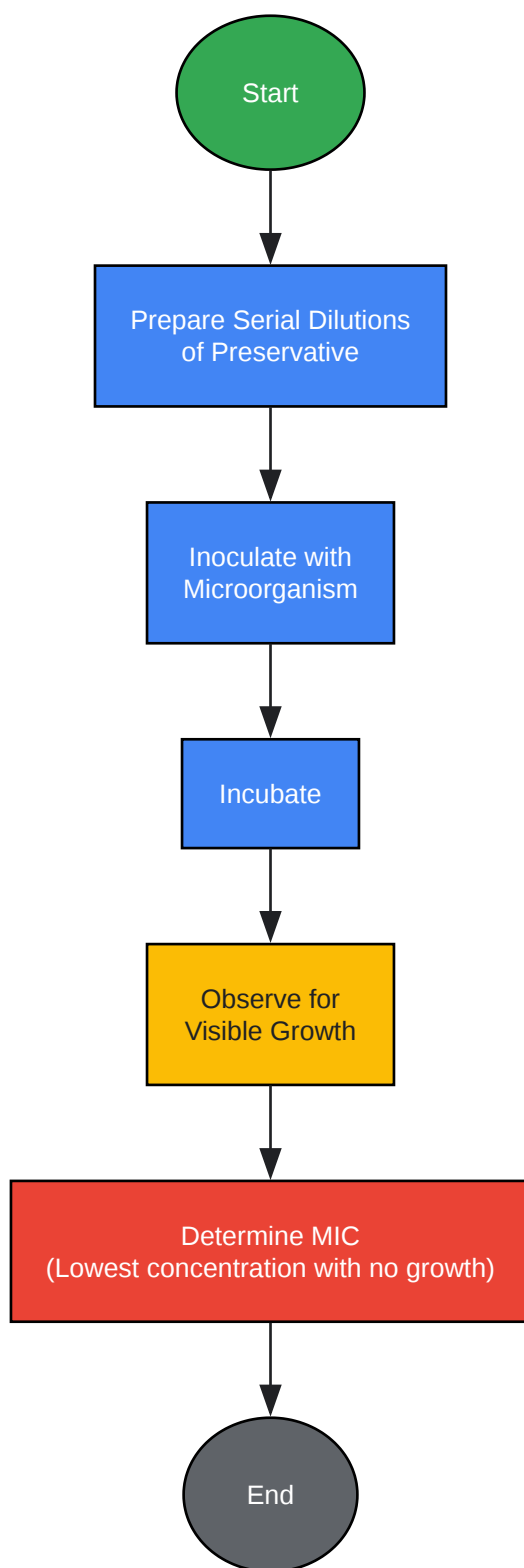 Start
Prepare Serial Dilutions
of Preservative
Inoculate with
Microorganism
Incubate
Observe for
Visible Growth
Determine MIC
(Lowest concentration with no growth)
End